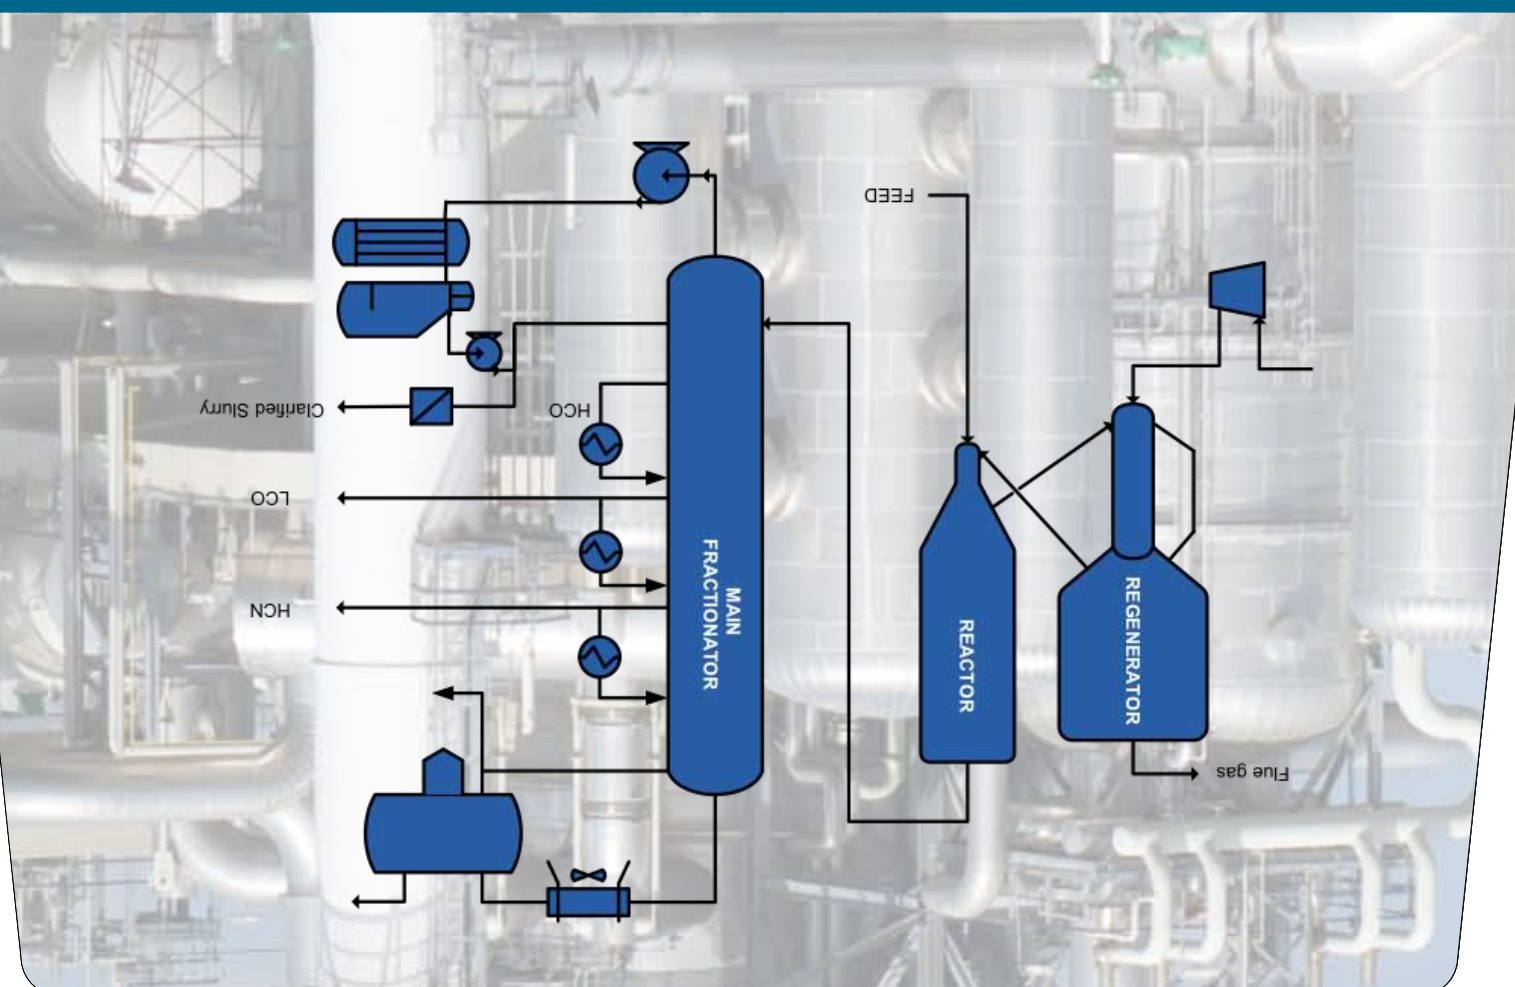 FEED
Clarified Slurry
HCO
LCO
MAIN
FRACTIONATOR
HCN
REACTOR
REGENERATOR
Flue gas